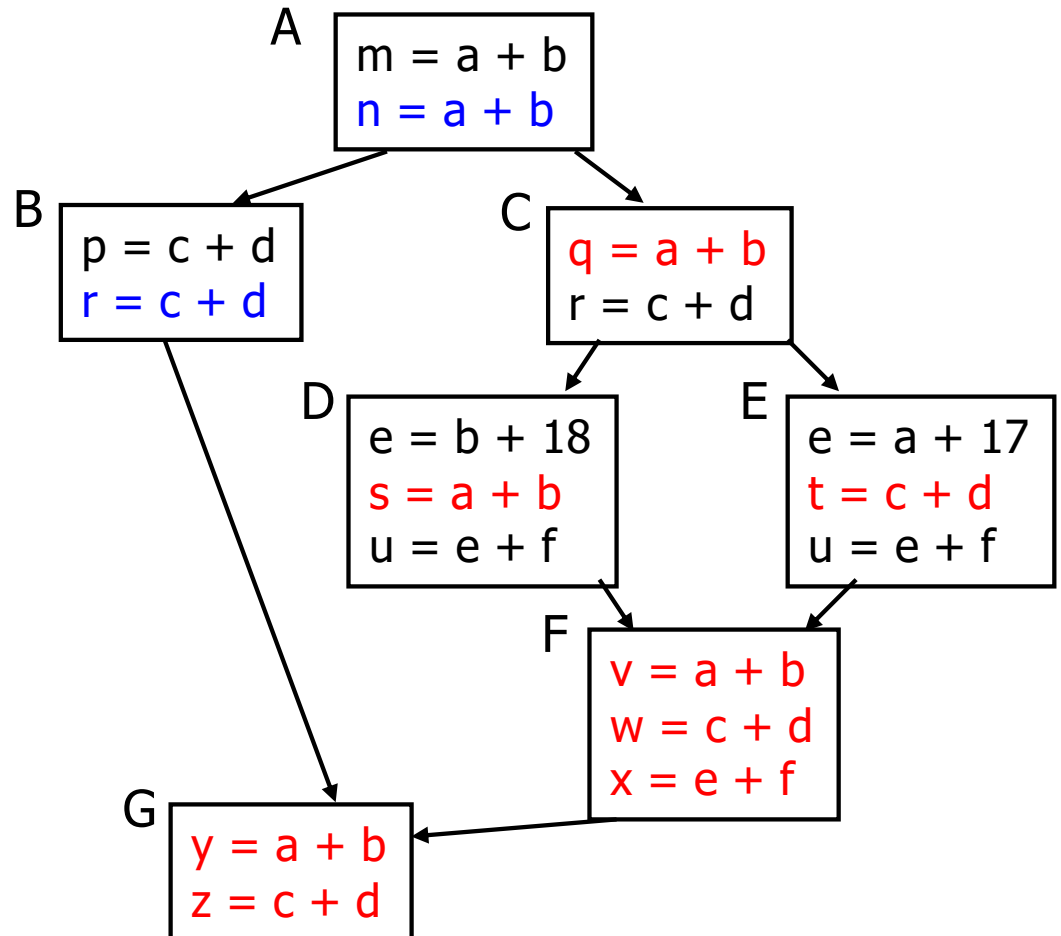 A
m = a + b
n = a + b
B
p = c + d
r = c + d
C
q = a + b
r = c + d
D
e = b + 18
s = a + b
u = e + f
E
e = a + 17
t = c + d
u = e + f
F
v = a + b
w = c + d
x = e + f
G
y = a + b
z = c + d